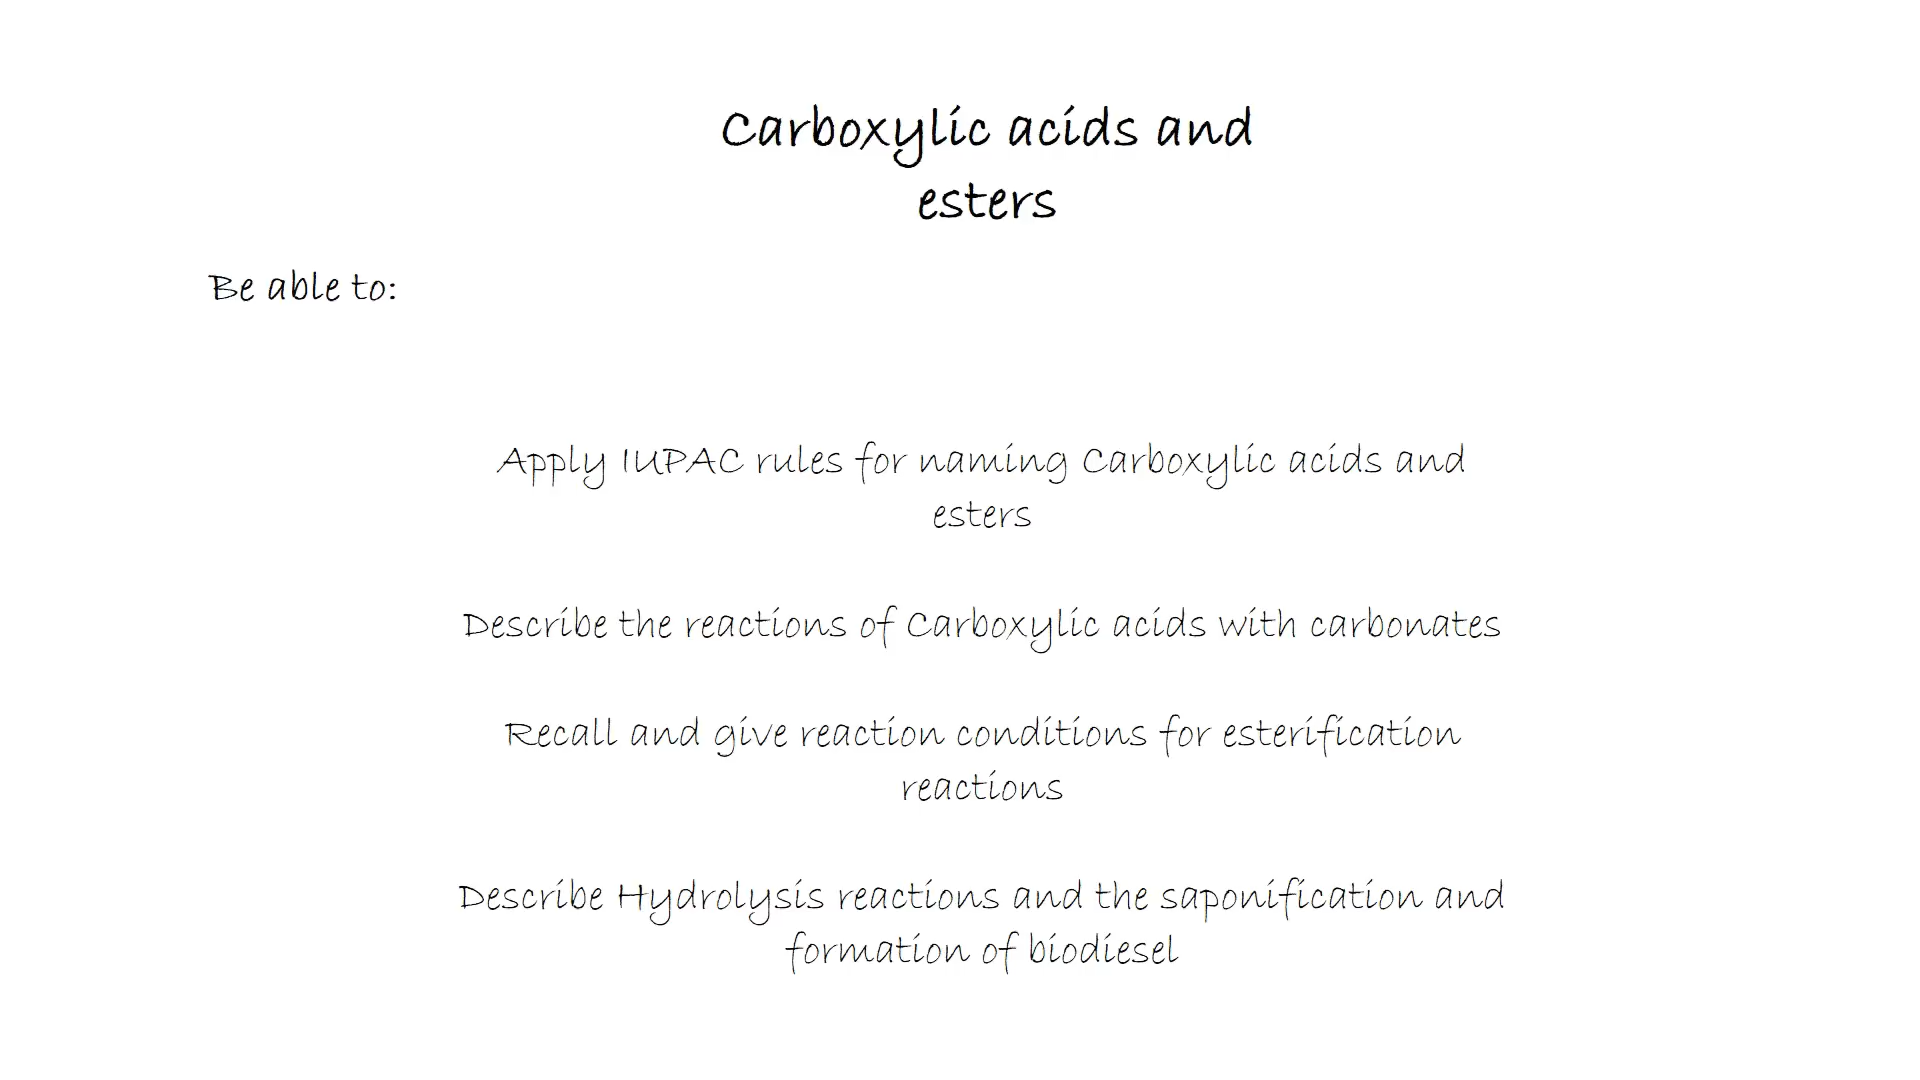 Carboxylic acids and
esters
Be able to:
Apply IUPAC rules for naming Carboxylic acids and
esters
Describe the reactions of Carboxylic acids with carbonates
Recall and give reaction conditions for esterification
reactions
Describe Hydrolysis reactions and the saponification and
formation of biodiesel